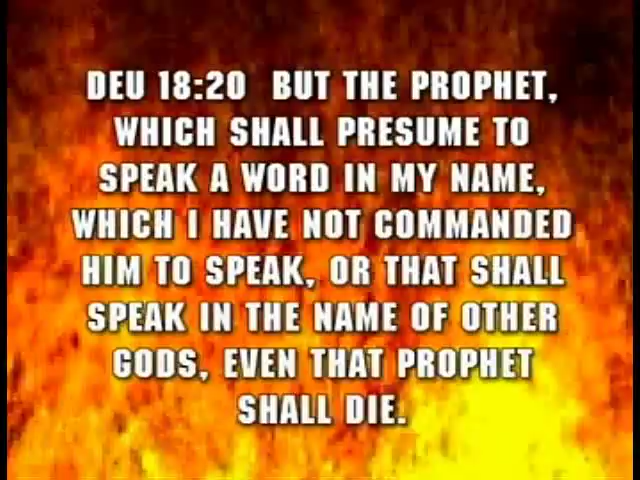 DEU 18:20 BUT THE PROPHET,
WHICH SHALL PRESUME TO
SPEAK A WORD IN MY NAME,
WHICH I HAVE NOT COMMANDED
HIM TO SPEAK, OR THAT SHALL
SPEAK IN THE NAME OF OTHER
GODS, EVEN THAT PROPHET
SHALL DIE.